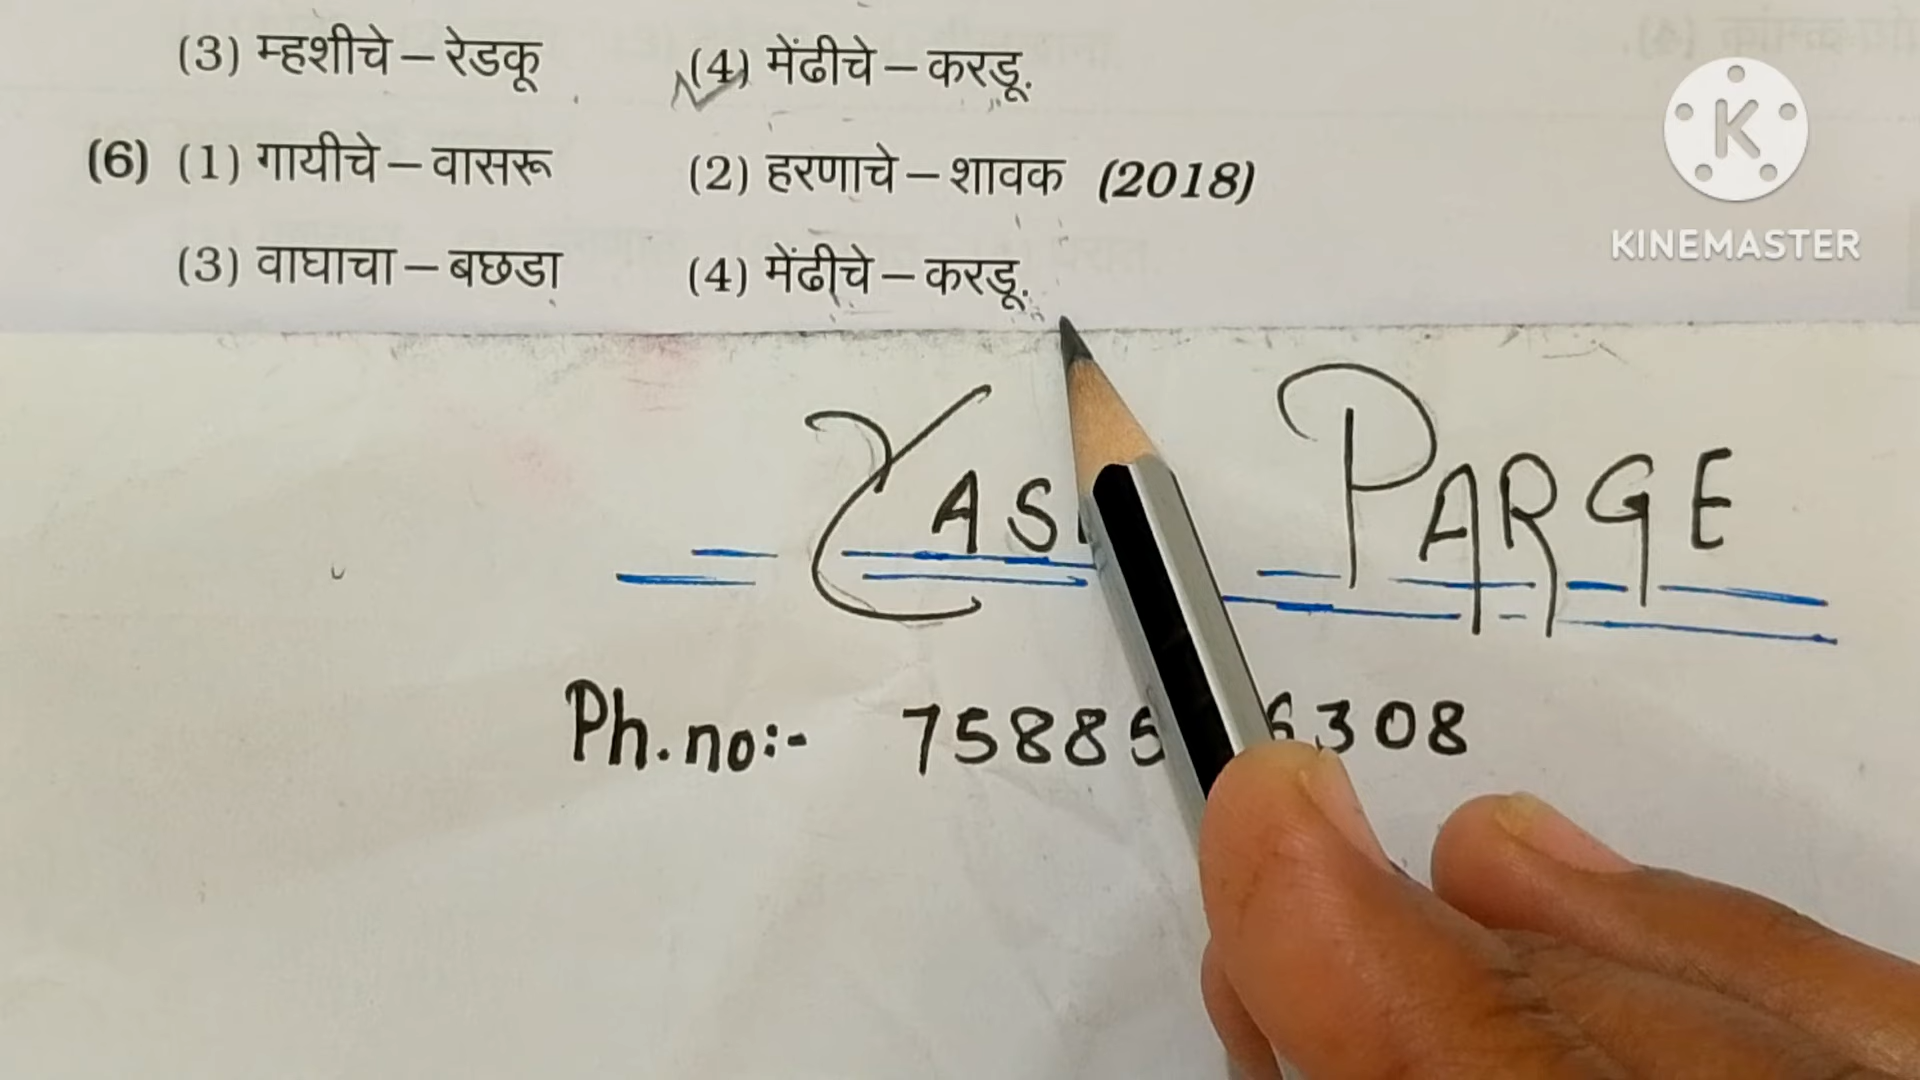 (3) म्हशीचे – रेडकू (4) मेंढीचे – करडू.
(6) (1) गायीचे – वासरू (2) हरणाचे – शावक (2018)
(3) वाघाचा – बछडा (4) मेंढीचे – करडू.
K
KINEMASTER
PARGE
Ph.no:-